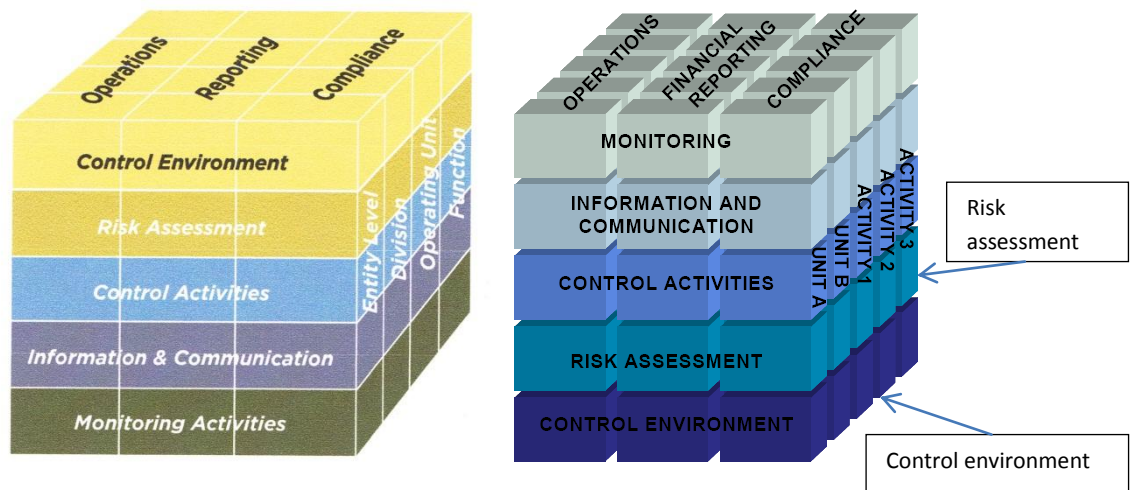 Operations
Reporting
Compliance
Control Environment
Risk Assessment
Control Activities
Information & Communication
Monitoring Activities
Entity Level
Division
Operating Unit
Function
OPERATIONS
FINANCIAL
REPORTING
COMPLIANCE
MONITORING
INFORMATION AND
COMMUNICATION
CONTROL ACTIVITIES
RISK ASSESSMENT
CONTROL ENVIRONMENT
UNIT A
UNIT B
ACTIVITY 1
ACTIVITY 2
ACTIVITY 3
Risk
assessment
Control environment